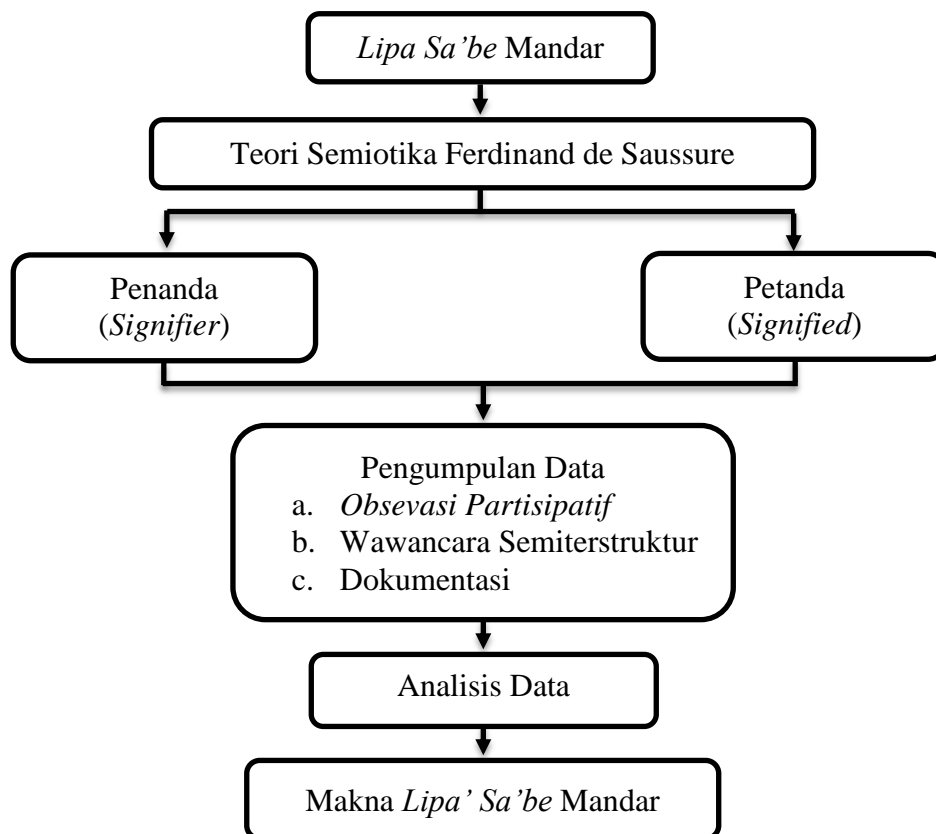 Lipa Sa’be Mandar
Teori Semiotika Ferdinand de Saussure
Penanda
(Signifier)
Petanda
(Signified)
Pengumpulan Data
a. Obsevasi Partisipatif
b. Wawancara Semiterstruktur
c. Dokumentasi
Analisis Data
Makna Lipa’ Sa’be Mandar